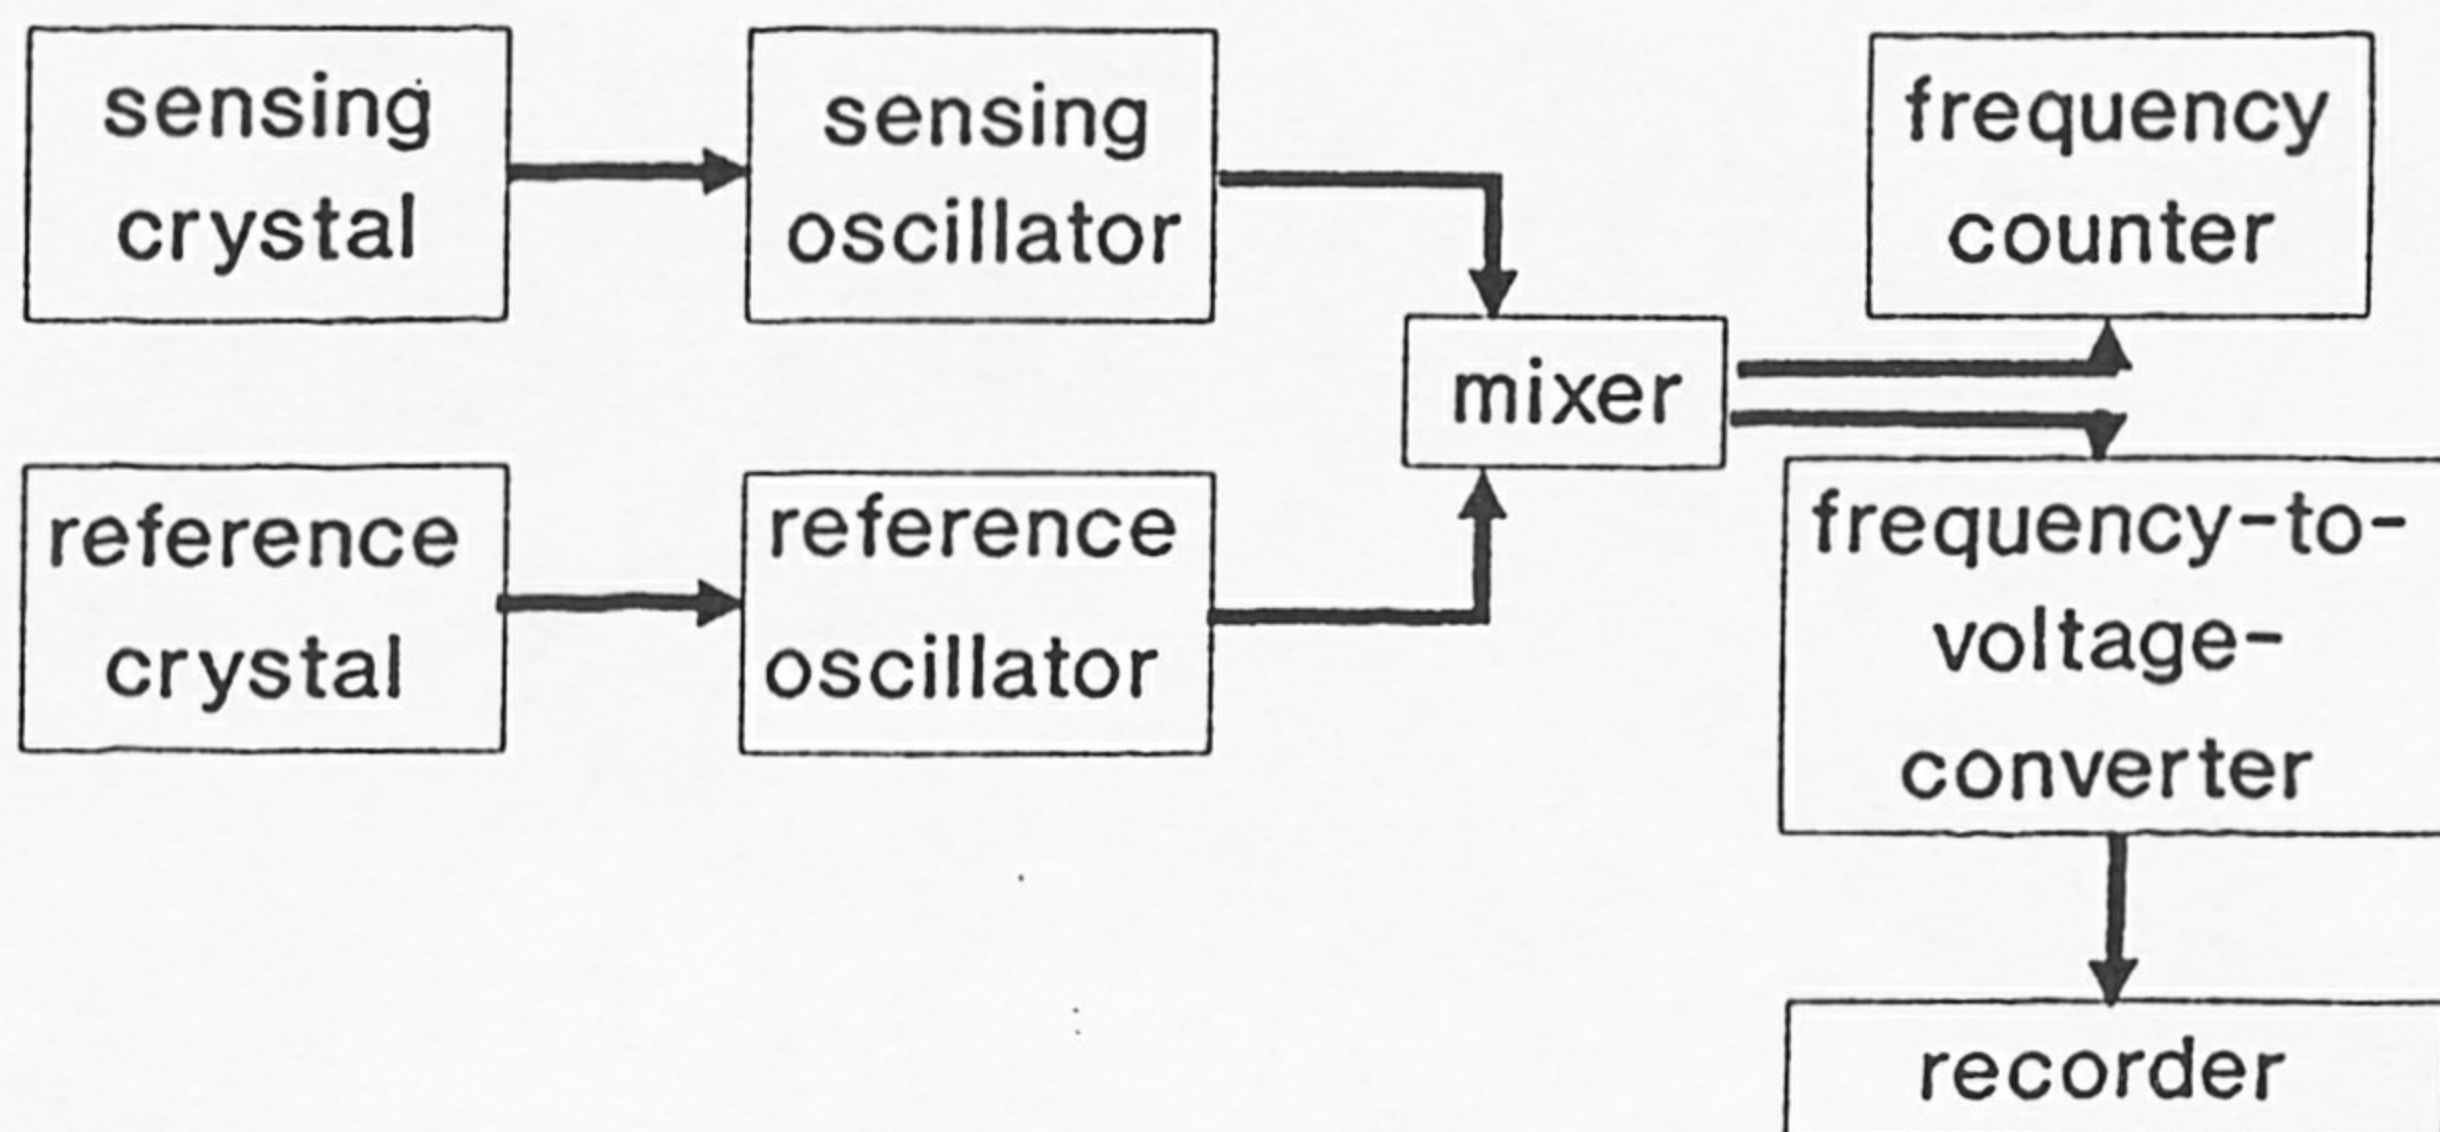 sensing
crystal
sensing
oscillator
frequency
counter
mixer
reference
crystal
reference
oscillator
frequency-to-
voltage-
converter
recorder